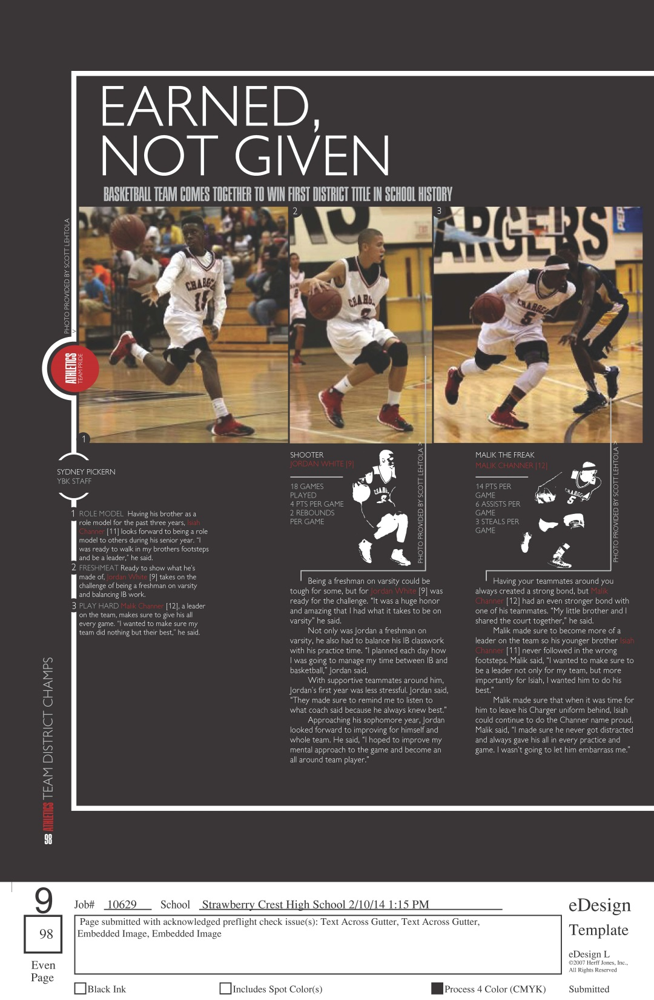 EARNED,
NOT GIVEN
BASKETBALL TEAM COMES TOGETHER TO WIN FIRST DISTRICT TITLE IN SCHOOL HISTORY
PHOTO PROVIDED BY SCOTT LEHTOLA >
ATHLETICS
TEAM PRIDE
1
CHARGE
2
CHARG
3
ARGERS
PEPS
CHARGE
5
SYDNEY PICKERN
YBK STAFF
1 ROLE MODEL Having his brother as a
role model for the past three years, Isiah
Channer [11] looks forward to being a role
model to others during his senior year. “I
was ready to walk in my brothers footsteps
and be a leader,” he said.
2 FRESHMEAT Ready to show what he’s
made of, Jordan White [9] takes on the
challenge of being a freshman on varsity
and balancing IB work.
3 PLAY HARD Malik Channer [12], a leader
on the team, makes sure to give his all
every game. “I wanted to make sure my
team did nothing but their best,” he said.
SHOOTER
JORDAN WHITE [9]
18 GAMES
PLAYED
4 PTS PER GAME
2 REBOUNDS
PER GAME
PHOTO PROVIDED BY SCOTT LEHTOLA >
Being a freshman on varsity could be
tough for some, but for Jordan White [9] was
ready for the challenge. “It was a huge honor
and amazing that I had what it takes to be on
varsity” he said.
Not only was Jordan a freshman on
varsity, he also had to balance his IB classwork
with his practice time. “I planned each day how
I was going to manage my time between IB and
basketball,” Jordan said.
With supportive teammates around him,
Jordan’s first year was less stressful. Jordan said,
“They made sure to remind me to listen to
what coach said because he always knew best.”
Approaching his sophomore year, Jordan
looked forward to improving for himself and
whole team. He said, “I hoped to improve my
mental approach to the game and become an
all around team player.”
MALIK THE FREAK
MALIK CHANNER [12]
14 PTS PER
GAME
6 ASSISTS PER
GAME
3 STEALS PER
GAME
5
PHOTO PROVIDED BY SCOTT LEHTOLA >
Having your teammates around you
always created a strong bond, but Malik
Channer [12] had an even stronger bond with
one of his teammates. “My little brother and I
shared the court together,” he said.
Malik made sure to become more of a
leader on the team so his younger brother Isiah
Channer [11] never followed in the wrong
footsteps. Malik said, “I wanted to make sure to
be a leader not only for my team, but more
importantly for Isiah, I wanted him to do his
best.”
Malik made sure that when it was time for
him to leave his Charger uniform behind, Isiah
could continue to do the Channer name proud.
Malik said, “I made sure he never got distracted
and always gave his all in every practice and
game. I wasn’t going to let him embarrass me.”
98 ATHLETICS TEAM DISTRICT CHAMPS
9
98
Even
Page
Job# 10629 School Strawberry Crest High School 2/10/14 1:15 PM
Page submitted with acknowledged preflight check issue(s): Text Across Gutter, Text Across Gutter,
Embedded Image, Embedded Image
Black Ink
Includes Spot Color(s)
Process 4 Color (CMYK)
eDesign
Template
eDesign L
©2007 Herff Jones, Inc.,
All Rights Reserved
Submitted